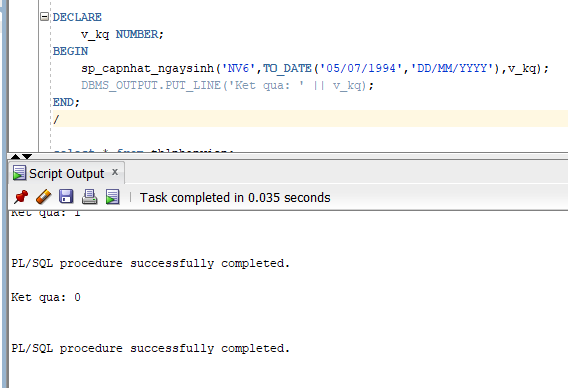 DECLARE
v_kq NUMBER;
BEGIN
sp_capnhat_ngaysinh('NV6',TO_DATE('05/07/1994','DD/MM/YYYY'),v_kq);
DBMS_OUTPUT.PUT_LINE('Ket qua: ' || v_kq);
END;
/
select * from
Script Output x
Task completed in 0.035 seconds
Ket qua: 1
PL/SQL procedure successfully completed.
Ket qua: 0
PL/SQL procedure successfully completed.